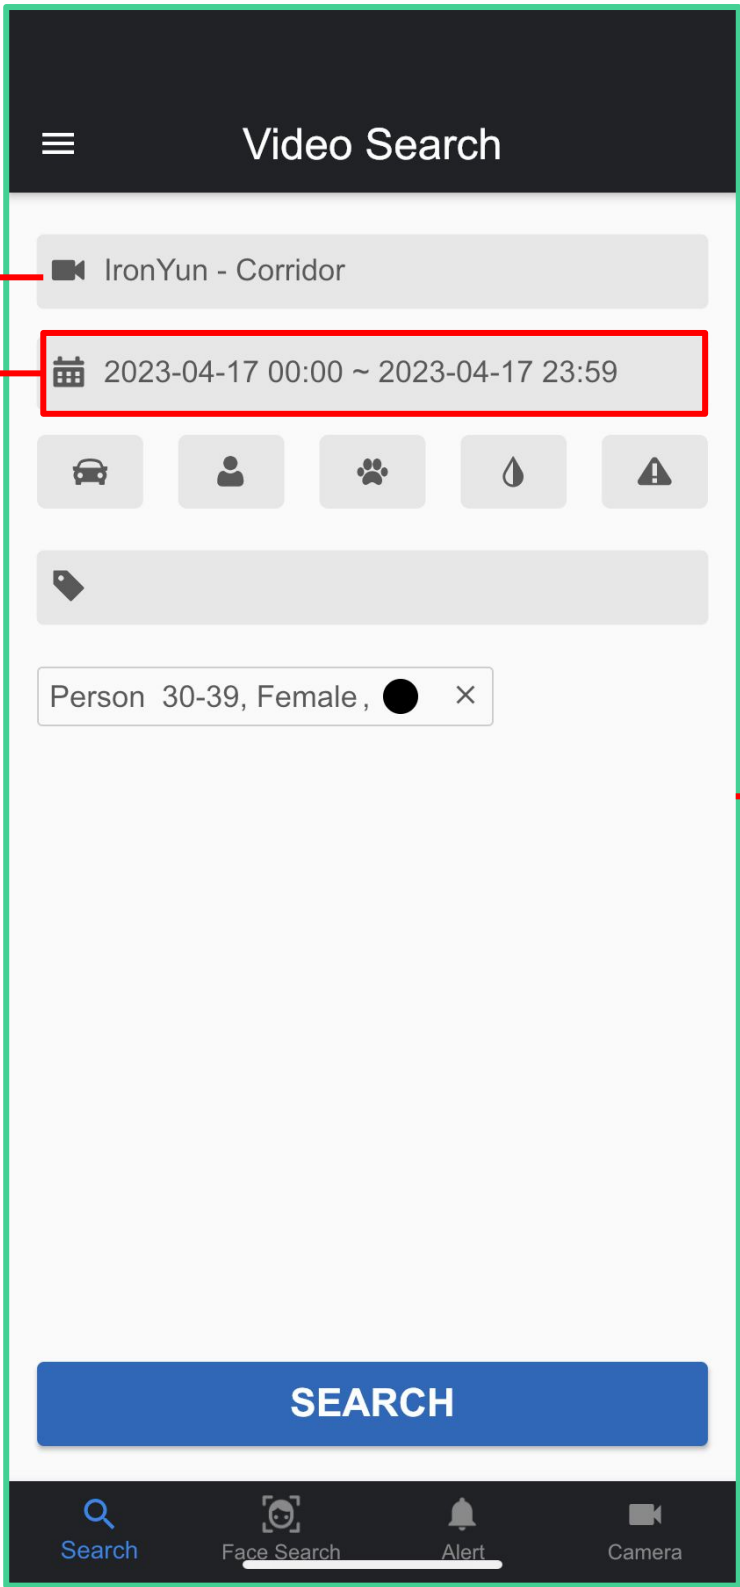 Video Search
IronYun - Corridor
2023-04-17 00:00 ~ 2023-04-17 23:59
Person 30-39, Female ,
SEARCH
Search Face Search Alert Camera